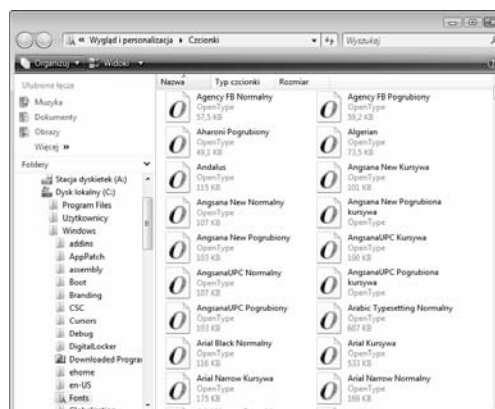 « Wygląd i personalizacja ▸ Czcionki
Wyszukaj
Organizuj Widoki
Ulubione łącza
Muzyka
Dokumenty
Obrazy
Więcej »
Foldery
Stacja dyskietek (A:)
Dysk lokalny (C:)
Program Files
Użytkownicy
Windows
addins
AppPatch
assembly
Boot
Branding
CSC
Cursors
Debug
DigitalLocker
Downloaded Progra
ehome
en-US
Fonts
Nazwa Typ czcionki Rozmiar
Agency FB Normalny
OpenType
57,5 KB
Agency FB Pogrubiony
OpenType
59,2 KB
Aharoni Pogrubiony
OpenType
49,1 KB
Algerian
OpenType
73,5 KB
Andalus
OpenType
115 KB
Angsana New Kursywa
OpenType
101 KB
Angsana New Normalny
OpenType
107 KB
Angsana New Pogrubiona
kursywa
OpenType
Angsana New Pogrubiony
OpenType
103 KB
AngsanaUPC Kursywa
OpenType
100 KB
AngsanaUPC Normalny
OpenType
107 KB
AngsanaUPC Pogrubiona
kursywa
OpenType
AngsanaUPC Pogrubiony
OpenType
103 KB
Arabic Typesetting Normalny
OpenType
607 KB
Arial Black Normalny
OpenType
116 KB
Arial Kursywa
OpenType
533 KB
Arial Narrow Kursywa
OpenType
175 KB
Arial Narrow Normalny
OpenType
169 KB